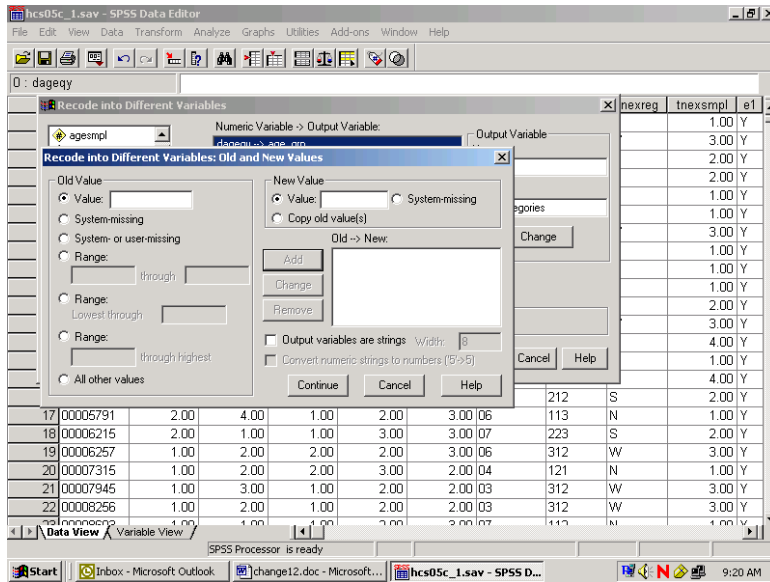 hcs05c_1.sav - SPSS Data Editor
File Edit View Data Transform Analyze Graphs Utilities Add-ons Window Help
0 : dageqy
nexreg tnexsmpl e1
Recode into Different Variables
agesmpl
Numeric Variable -> Output Variable:
Output Variable
egories
Change
Cancel Help
Recode into Different Variables: Old and New Values
Old Value
Value:
System-missing
System- or user-missing
Range:
through
Range:
Lowest through
Range:
through highest
All other values
New Value
Value:
System-missing
Copy old value(s)
Old --> New:
Add
Change
Remove
Output variables are strings Width: 8
Convert numeric strings to numbers ('5'->5)
Continue Cancel Help
1.00 Y
3.00 Y
2.00 Y
2.00 Y
1.00 Y
1.00 Y
3.00 Y
1.00 Y
1.00 Y
1.00 Y
2.00 Y
3.00 Y
4.00 Y
1.00 Y
4.00 Y
212 S 2.00 Y
17 00005791 2.00 4.00 1.00 2.00 3.00 06 113 N 1.00 Y
18 00006215 2.00 1.00 1.00 3.00 3.00 07 223 S 2.00 Y
19 00006257 1.00 2.00 2.00 2.00 3.00 06 312 W 3.00 Y
20 00007315 1.00 2.00 1.00 3.00 2.00 04 121 N 1.00 Y
21 00007945 1.00 3.00 1.00 2.00 2.00 03 312 W 3.00 Y
22 00008256 1.00 2.00 1.00 2.00 2.00 03 312 W 3.00 Y
Data View Variable View
SPSS Processor is ready
Start Inbox - Microsoft Outlook change12.doc - Microsoft... hcs05c_1.sav - SPSS D... 9:20 AM